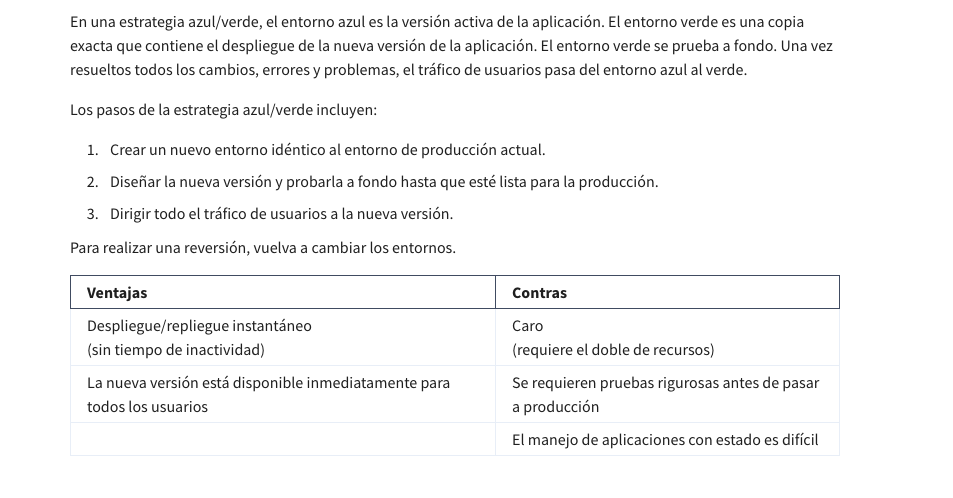 En una estrategia azul/verde, el entorno azul es la versión activa de la aplicación. El entorno verde es una copia
exacta que contiene el despliegue de la nueva versión de la aplicación. El entorno verde se prueba a fondo. Una vez
resueltos todos los cambios, errores y problemas, el tráfico de usuarios pasa del entorno azul al verde.
Los pasos de la estrategia azul/verde incluyen:
1. Crear un nuevo entorno idéntico al entorno de producción actual.
2. Diseñar la nueva versión y probarla a fondo hasta que esté lista para la producción.
3. Dirigir todo el tráfico de usuarios a la nueva versión.
Para realizar una reversión, vuelva a cambiar los entornos.
Ventajas
Contras
Despliegue/repliegue instantáneo
(sin tiempo de inactividad)
Caro
(requiere el doble de recursos)
La nueva versión está disponible inmediatamente para
todos los usuarios
Se requieren pruebas rigurosas antes de pasar
a producción
El manejo de aplicaciones con estado es difícil